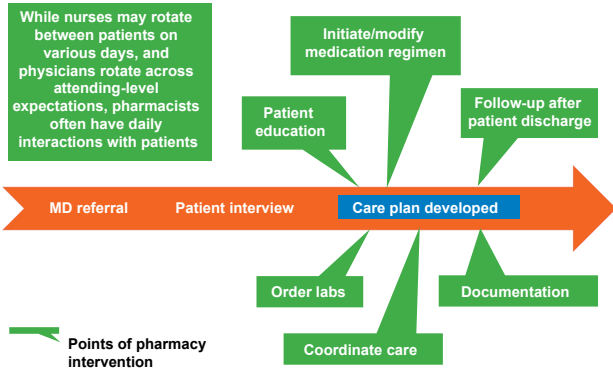 While nurses may rotate
between patients on
various days, and
physicians rotate across
attending-level
expectations, pharmacists
often have daily
interactions with patients
Initiate/modify
medication regimen
Patient
education
Follow-up after
patient discharge
MD referral
Patient interview
Care plan developed
Order labs
Documentation
Coordinate care
Points of pharmacy
intervention